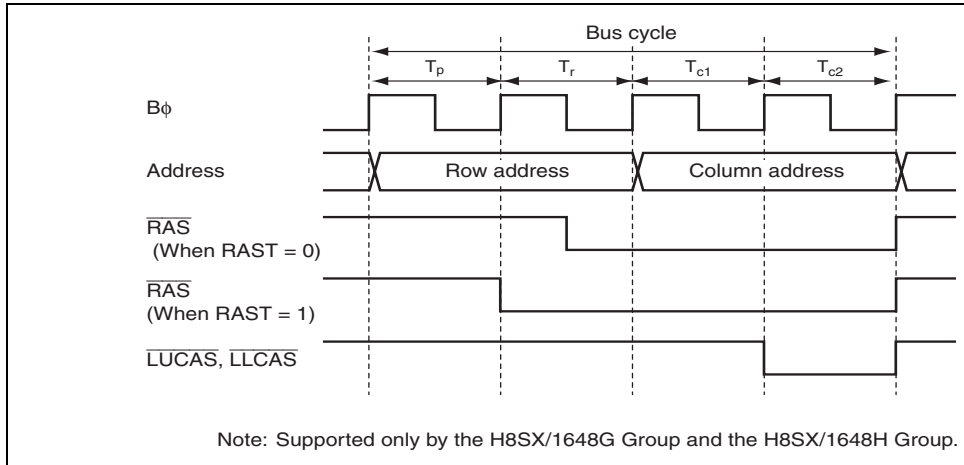 Bus cycle
Tp Tr Tc1 Tc2
Bϕ
Address Row address Column address
RAS
(When RAST = 0)
RAS
(When RAST = 1)
LUCAS, LLCAS
Note: Supported only by the H8SX/1648G Group and the H8SX/1648H Group.